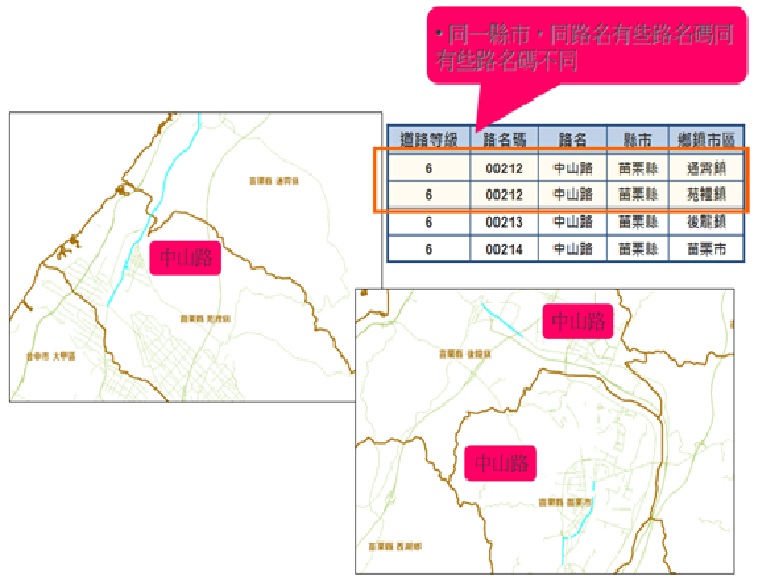 • 同一縣市，同路名有些路名碼同
有些路名碼不同
道路等級 路名碼 路名 縣市 鄉鎮市區
6 00212 中山路 苗栗縣 通霄鎮
6 00212 中山路 苗栗縣 苑裡鎮
6 00213 中山路 苗栗縣 後龍鎮
6 00214 中山路 苗栗縣 苗栗市
苗栗縣 通霄鎮
中山路
苗栗縣 苑裡鎮
台中市 大甲區
中山路
苗栗縣 後龍鎮
中山路
苗栗縣 苗栗市
苗栗縣 西湖鄉